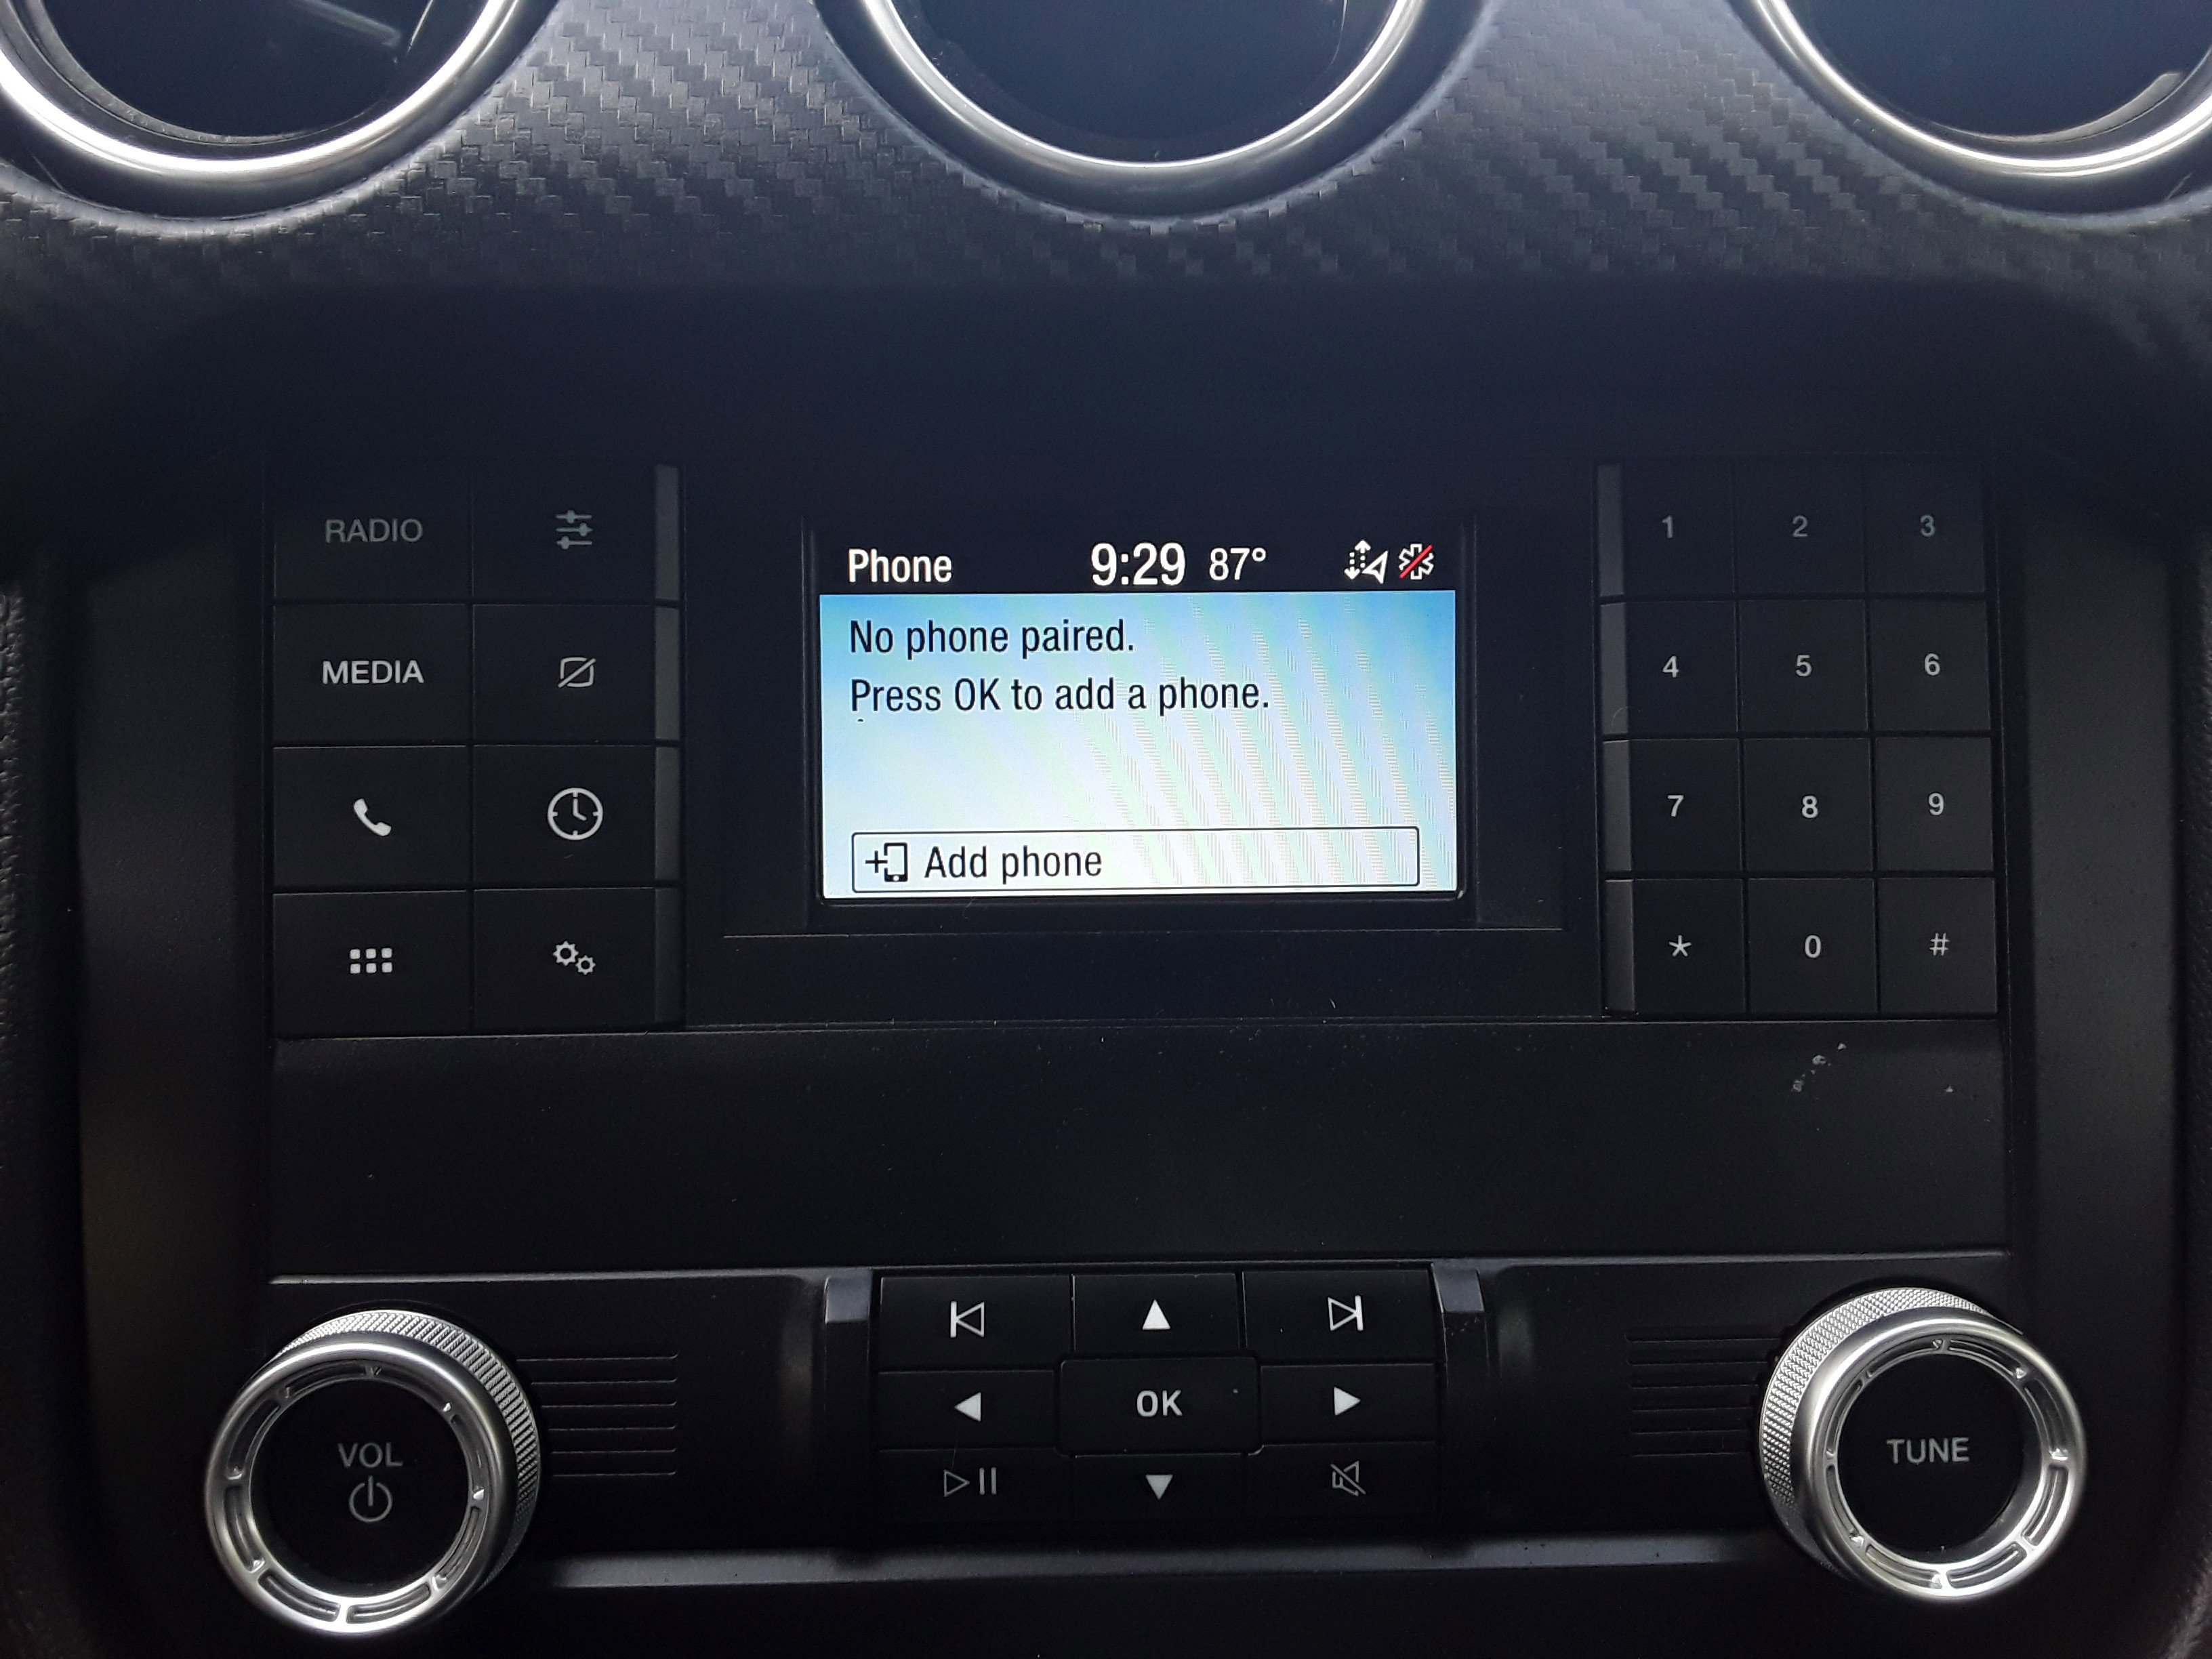 RADIO
MEDIA
Phone 9:29 87°
No phone paired.
Press OK to add a phone.
Add phone
1 2 3
4 5 6
7 8 9
* 0 #
OK
VOL
TUNE